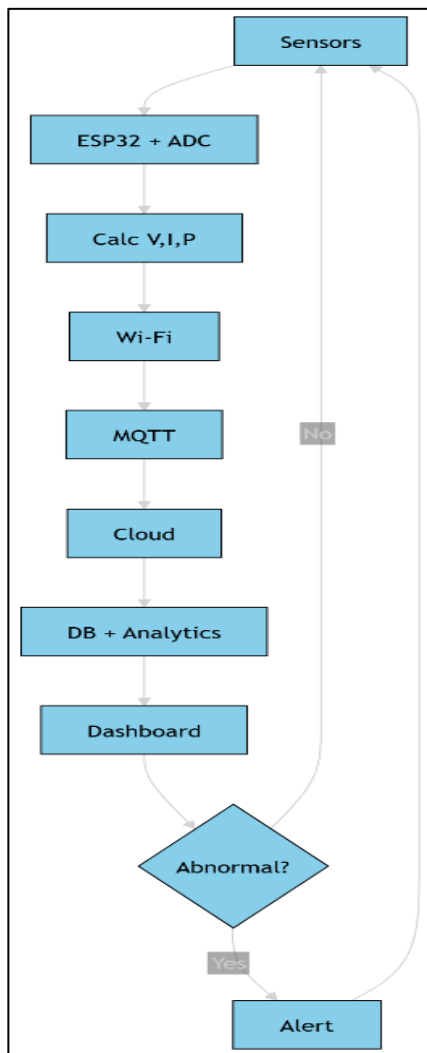 Sensors
ESP32 + ADC
Calc V,I,P
Wi-Fi
MQTT
No
Cloud
DB + Analytics
Dashboard
Abnormal?
Yes
Alert